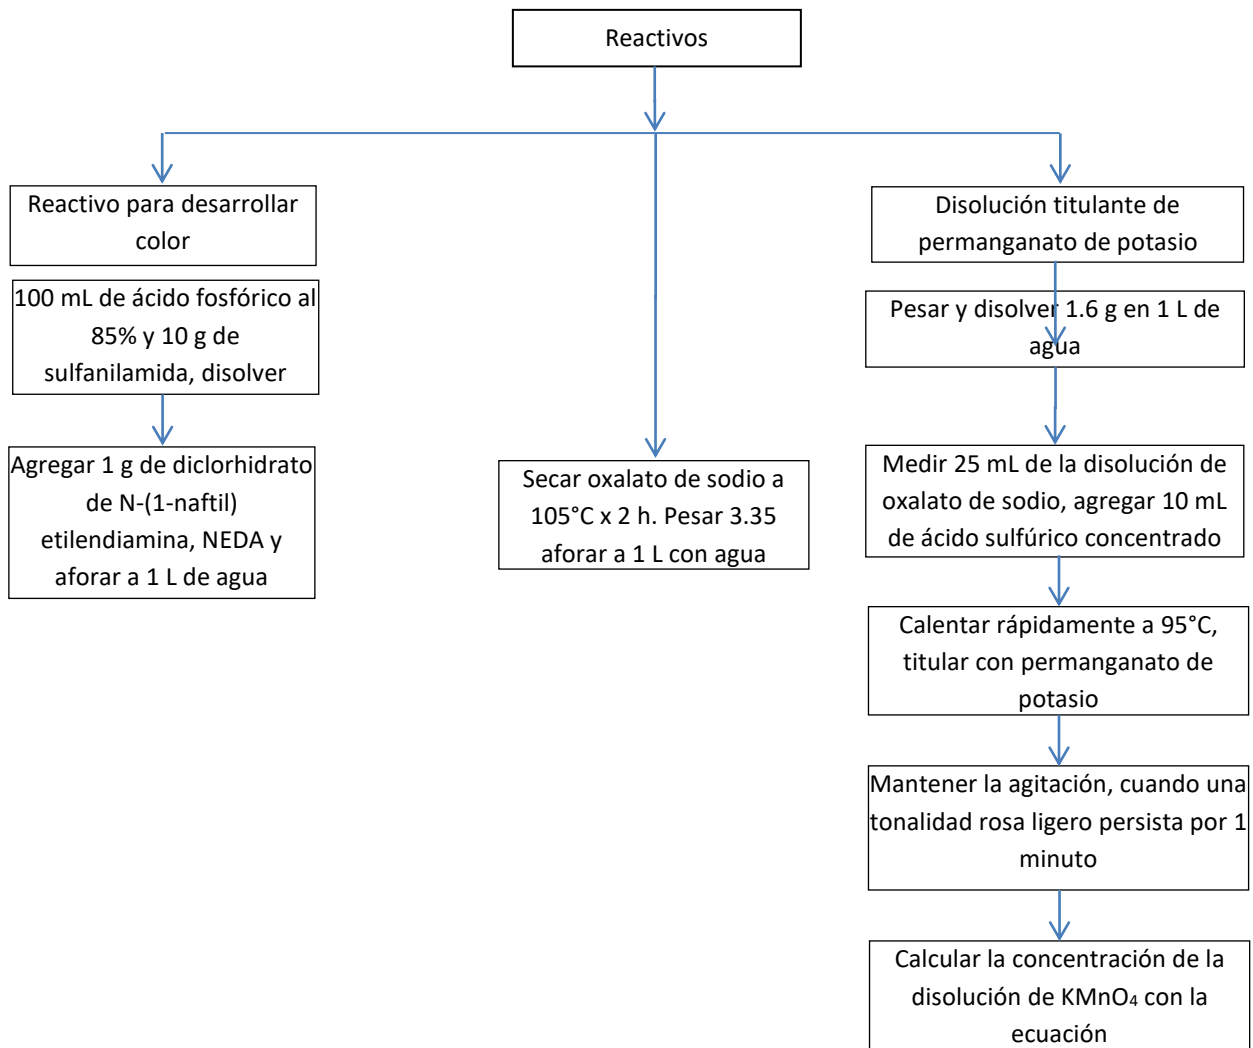 Reactivos
Reactivo para desarrollar
color
100 mL de ácido fosfórico al
85% y 10 g de
sulfanilamida, disolver
Agregar 1 g de diclorhidrato
de N-(1-naftil)
etilendiamina, NEDA y
aforar a 1 L de agua
Secar oxalato de sodio a
105°C x 2 h. Pesar 3.35
aforar a 1 L con agua
Disolución titulante de
permanganato de potasio
Pesar y disolver 1.6 g en 1 L de
agua
Medir 25 mL de la disolución de
oxalato de sodio, agregar 10 mL
de ácido sulfúrico concentrado
Calentar rápidamente a 95°C,
titular con permanganato de
potasio
Mantener la agitación, cuando una
tonalidad rosa ligero persista por 1
minuto
Calcular la concentración de la
disolución de KMnO₄ con la
ecuación